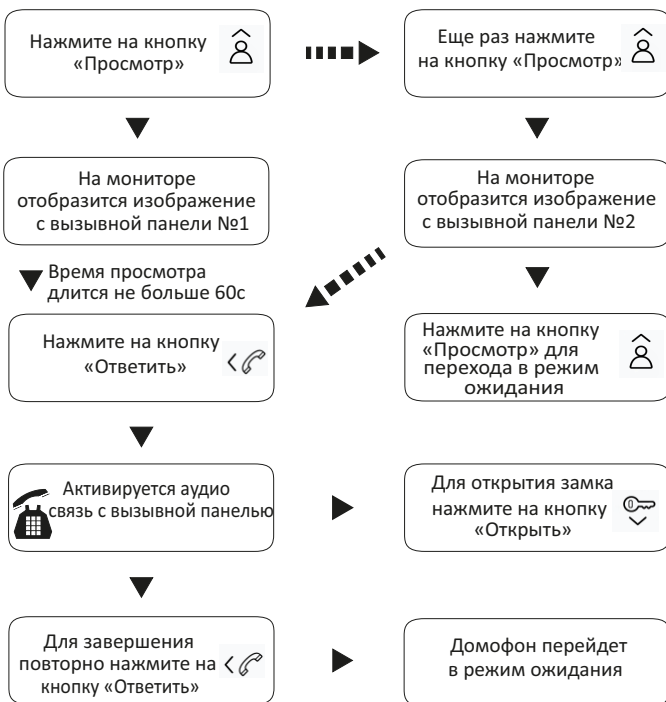 Нажмите на кнопку
«Просмотр»
Еще раз нажмите
на кнопку «Просмотр»
На мониторе
отобразится изображение
с вызывной панели №1
На мониторе
отобразится изображение
с вызывной панели №2
Время просмотра
длится не больше 60с
Нажмите на кнопку
«Ответить»
Нажмите на кнопку
«Просмотр» для
перехода в режим
ожидания
Активируется аудио
связь с вызывной панелью
Для открытия замка
нажмите на кнопку
«Открыть»
Для завершения
повторно нажмите на
кнопку «Ответить»
Домофон перейдет
в режим ожидания